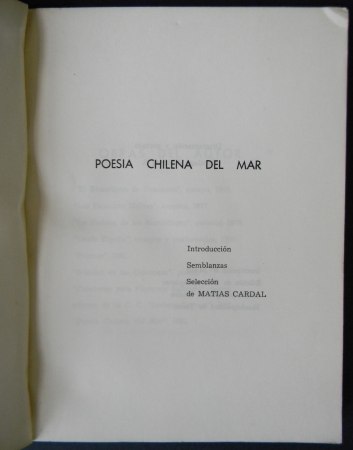 POESIA CHILENA DEL MAR
Introducción
Semblanzas
Selección
de MATIAS CARDAL